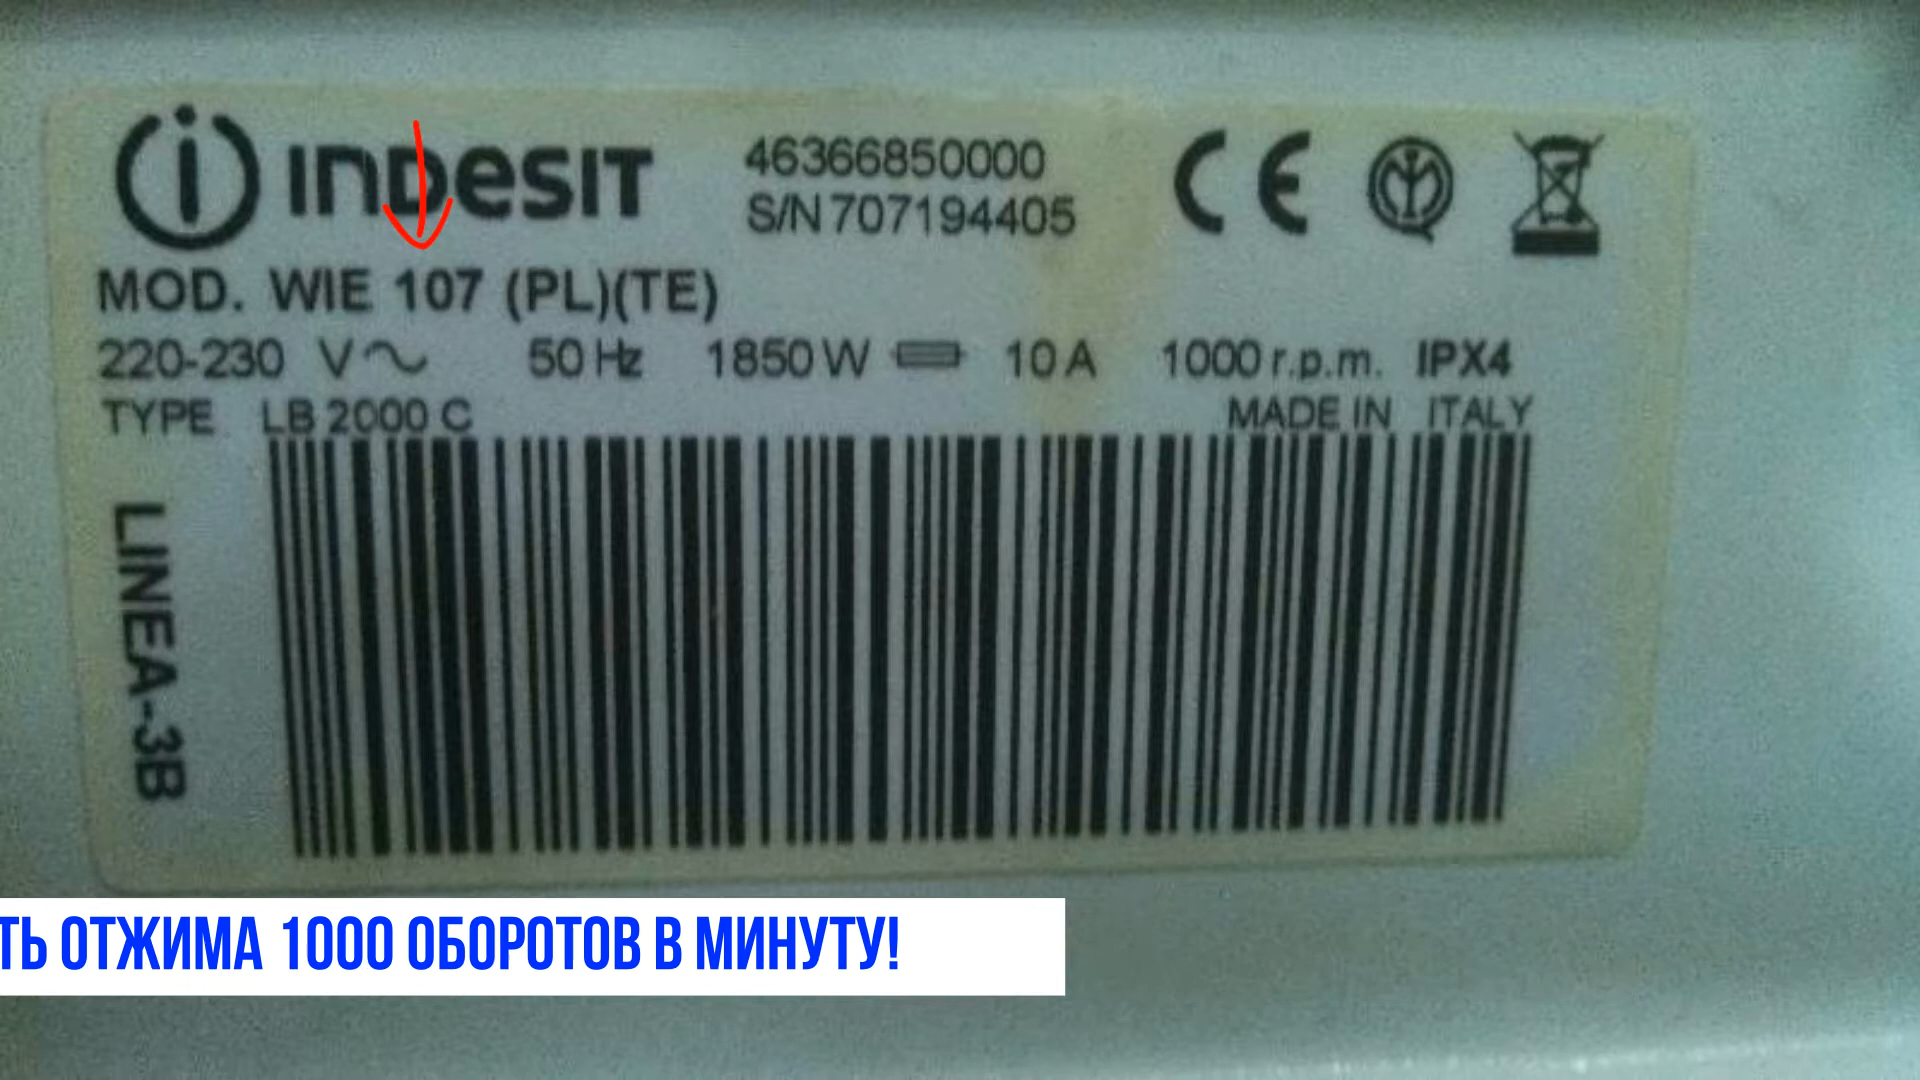 indesit
46366850000
S/N 707194405
CE
MOD. WIE 107 (PL)(TE)
220-230 V~ 50 Hz 1850 W 10 A 1000 r.p.m. IPX4
TYPE LB 2000 C
MADE IN ITALY
LINEA-3B
ТЬ ОТЖИМА 1000 ОБОРОТОВ В МИНУТУ!